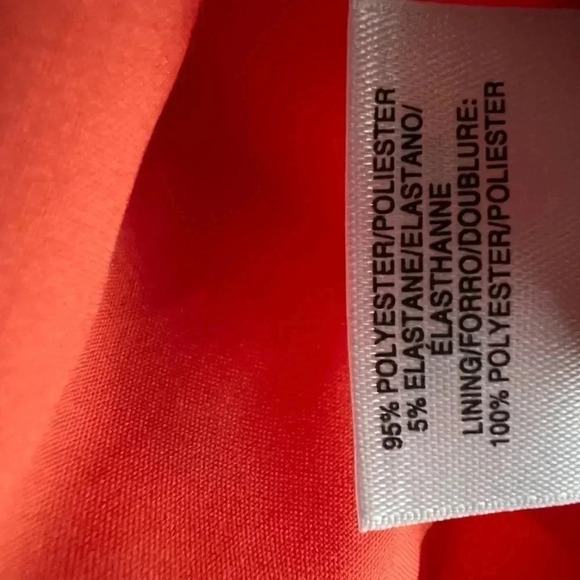 95% POLYESTER/POLIESTER
5% ELASTANE/ELASTANO/
ÉLASTHANNE
LINING/FORRO/DOUBLURE:
100% POLYESTER/POLIESTER